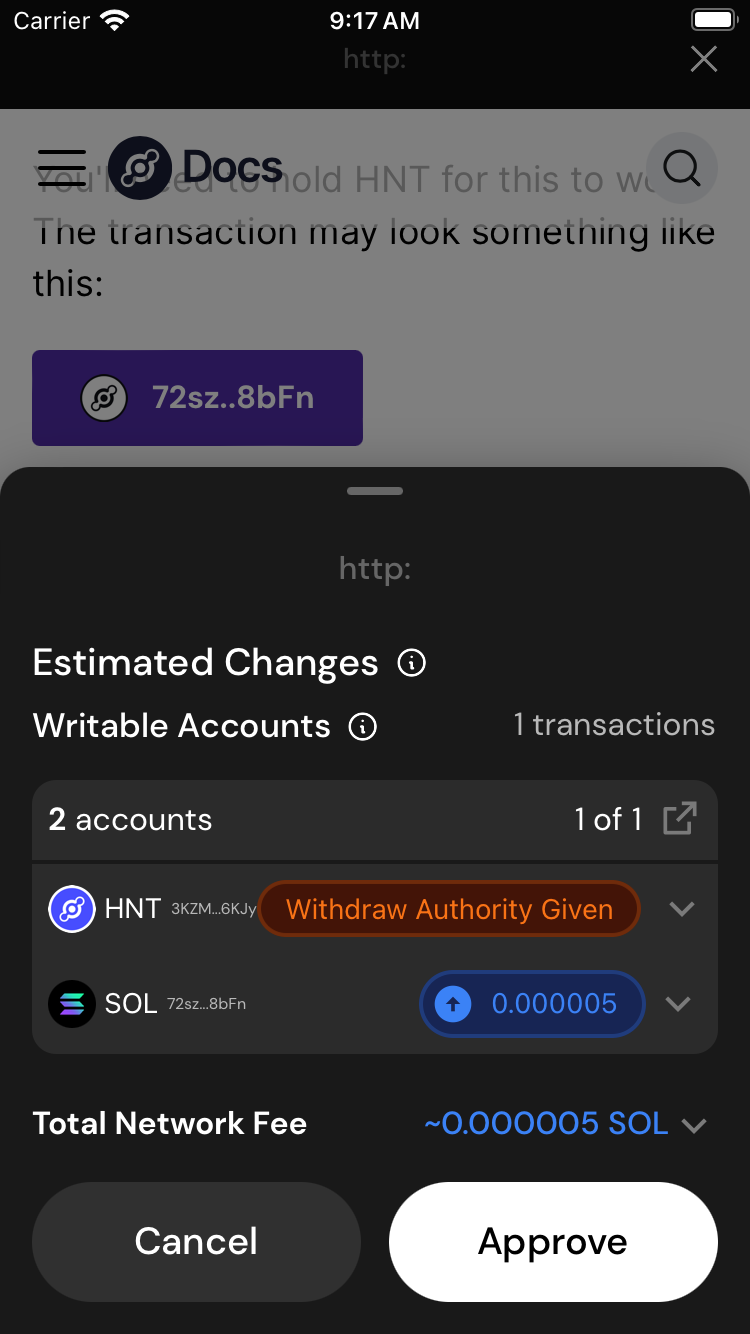 Carrier 9:17 AM
http:
Docs
You'll need to hold HNT for this to wo
The transaction may look something like
this:
72sz..8bFn
http:
Estimated Changes
Writable Accounts 1 transactions
2 accounts 1 of 1
HNT 3KZM...6KJy Withdraw Authority Given
SOL 72sz...8bFn 0.000005
Total Network Fee ~0.000005 SOL
Cancel Approve